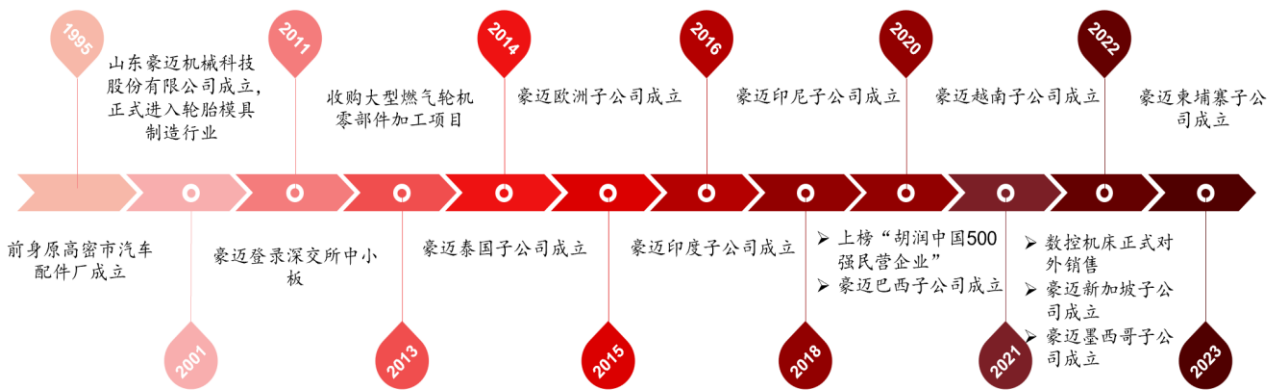 1995
2011
2014
2016
2020
2022
山东豪迈机械科技
股份有限公司成立,
正式进入轮胎模具
制造行业
收购大型燃气轮机
零部件加工项目
豪迈欧洲子公司成立
豪迈印尼子公司成立
豪迈越南子公司成立
豪迈柬埔寨子公
司成立
前身原高密市汽车
配件厂成立
豪迈登录深交所中小
板
豪迈泰国子公司成立
豪迈印度子公司成立
➢ 上榜“胡润中国500
强民营企业”
➢ 豪迈巴西子公司成立
➢ 数控机床正式对
外销售
➢ 豪迈新加坡子公
司成立
➢ 豪迈墨西哥子公
司成立
2001
2013
2015
2018
2021
2023